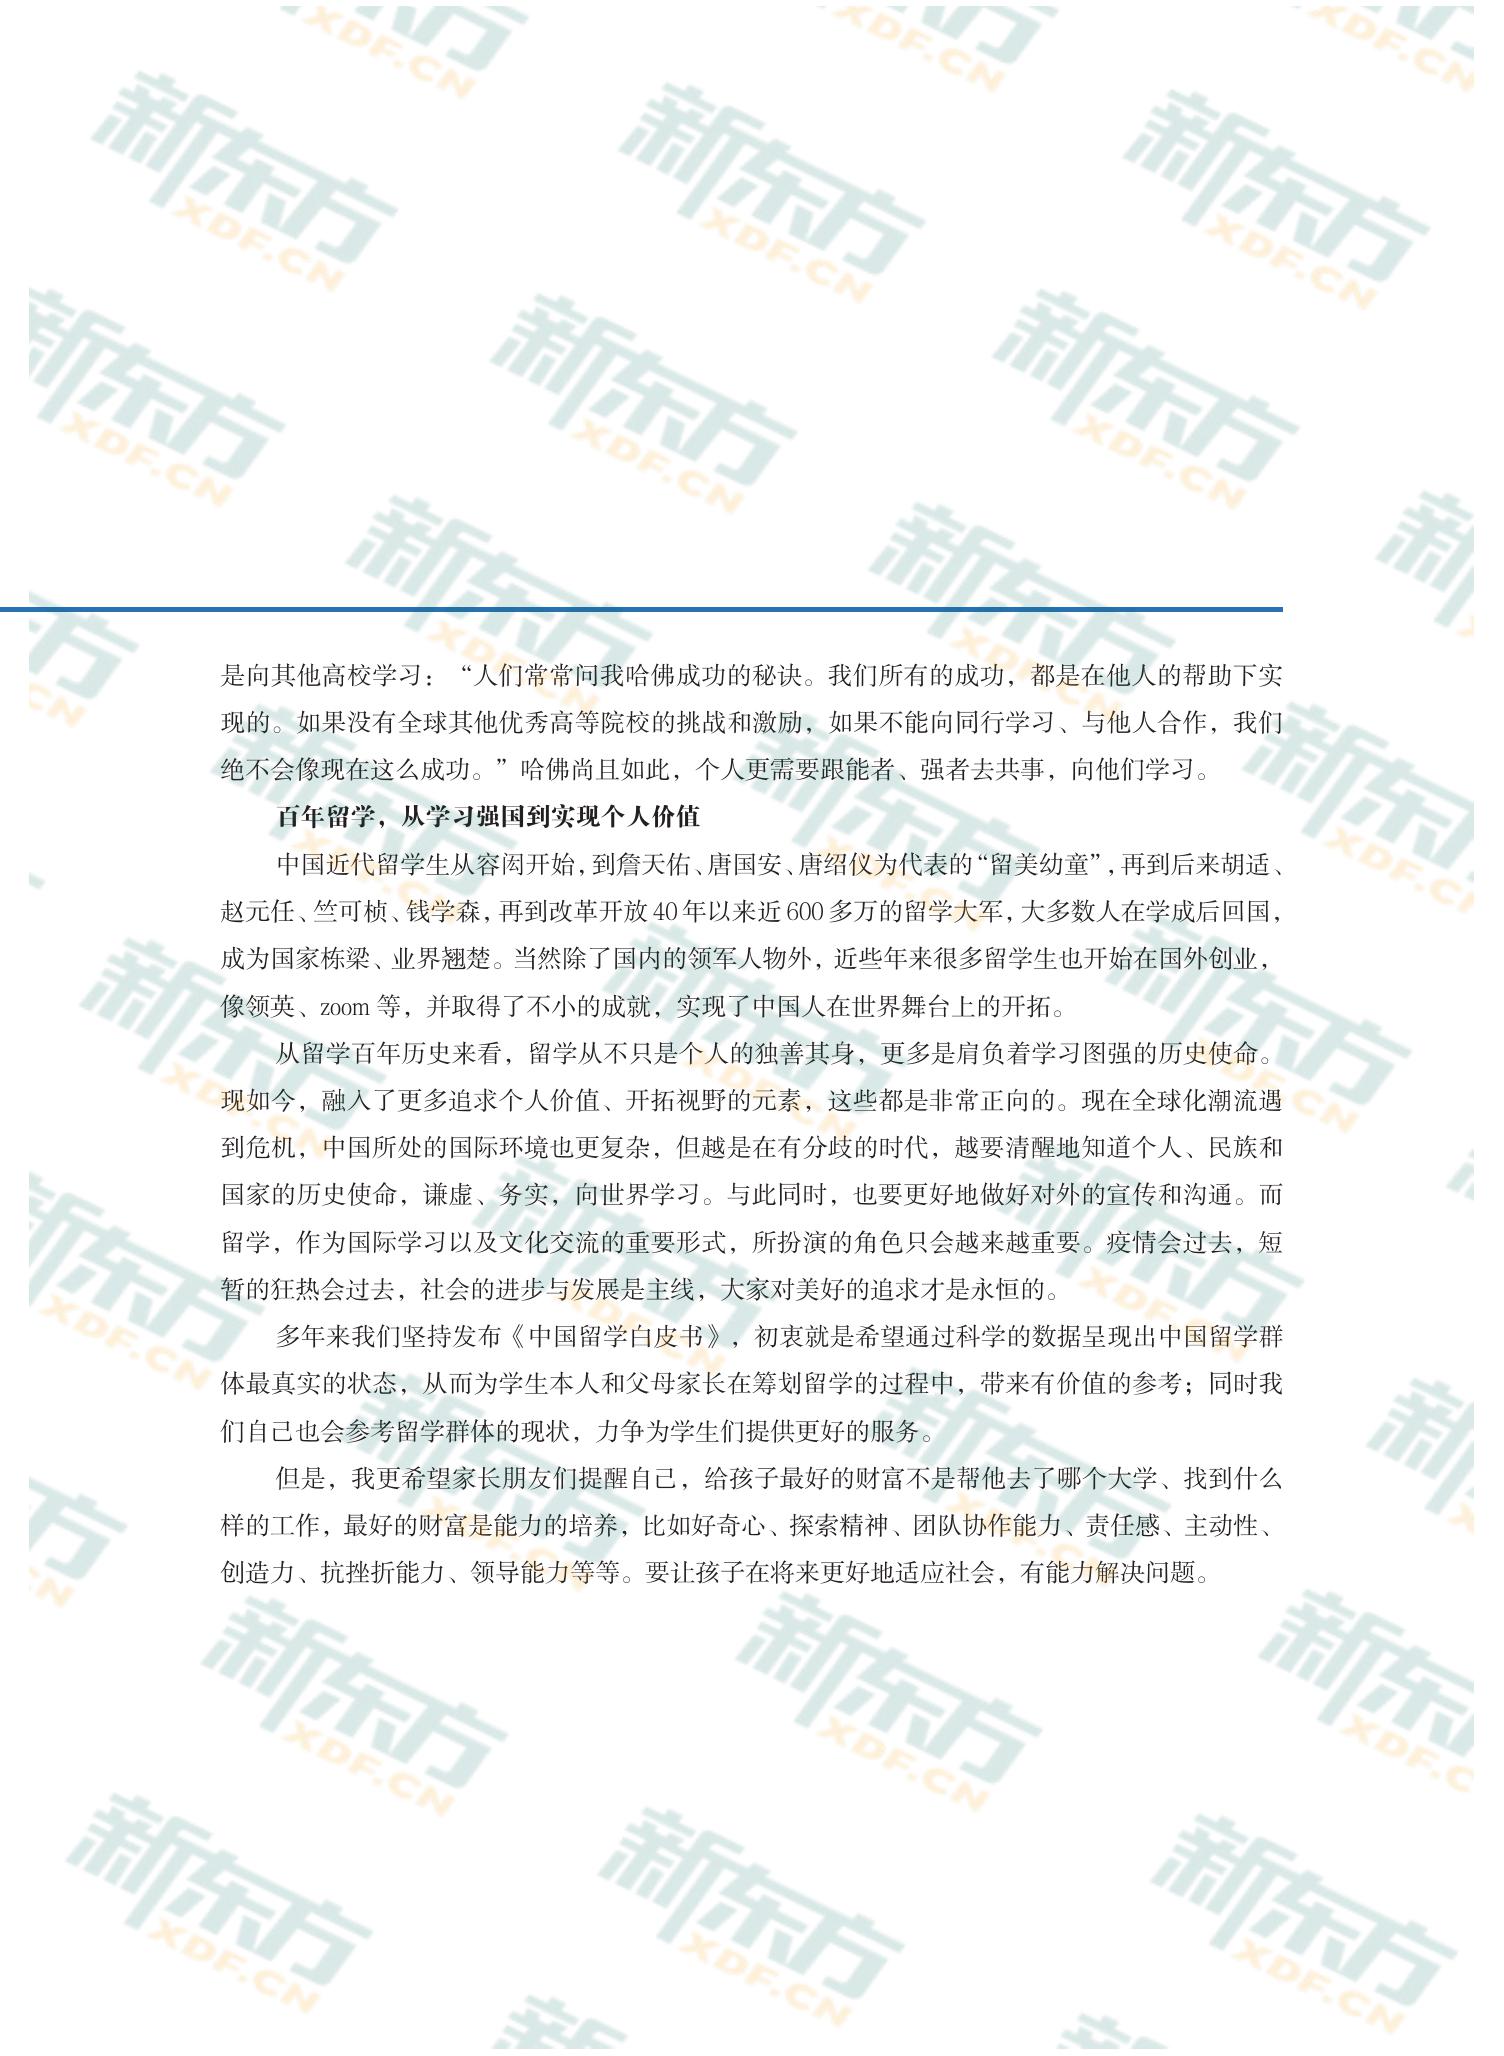 是向其他高校学习：“人们常常问我哈佛成功的秘诀。我们所有的成功，都是在他人的帮助下实
现的。如果没有全球其他优秀高等院校的挑战和激励，如果不能向同行学习、与他人合作，我们
绝不会像现在这么成功。”哈佛尚且如此，个人更需要跟能者、强者去共事，向他们学习。
百年留学，从学习强国到实现个人价值
中国近代留学生从容闳开始，到詹天佑、唐国安、唐绍仪为代表的“留美幼童”，再到后来胡适、
赵元任、竺可桢、钱学森，再到改革开放 40 年以来近 600 多万的留学大军，大多数人在学成后回国，
成为国家栋梁、业界翘楚。当然除了国内的领军人物外，近些年来很多留学生也开始在国外创业，
像领英、zoom 等，并取得了不小的成就，实现了中国人在世界舞台上的开拓。
从留学百年历史来看，留学从不只是个人的独善其身，更多是肩负着学习图强的历史使命。
现如今，融入了更多追求个人价值、开拓视野的元素，这些都是非常正向的。现在全球化潮流遇
到危机，中国所处的国际环境也更复杂，但越是在有分歧的时代，越要清醒地知道个人、民族和
国家的历史使命，谦虚、务实，向世界学习。与此同时，也要更好地做好对外的宣传和沟通。而
留学，作为国际学习以及文化交流的重要形式，所扮演的角色只会越来越重要。疫情会过去，短
暂的狂热会过去，社会的进步与发展是主线，大家对美好的追求才是永恒的。
多年来我们坚持发布《中国留学白皮书》，初衷就是希望通过科学的数据呈现出中国留学群
体最真实的状态，从而为学生本人和父母家长在筹划留学的过程中，带来有价值的参考；同时我
们自己也会参考留学群体的现状，力争为学生们提供更好的服务。
但是，我更希望家长朋友们提醒自己，给孩子最好的财富不是帮他去了哪个大学、找到什么
样的工作，最好的财富是能力的培养，比如好奇心、探索精神、团队协作能力、责任感、主动性、
创造力、抗挫折能力、领导能力等等。要让孩子在将来更好地适应社会，有能力解决问题。
新东方
XDF.CN